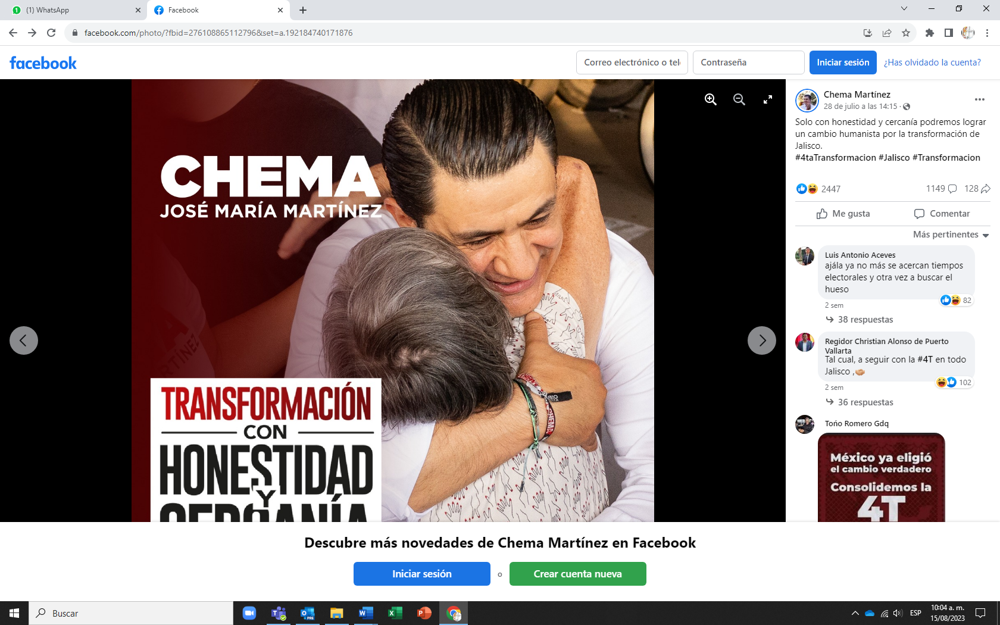 (1) WhatsApp
Facebook
facebook.com/photo/?fbid=276108865112796&set=a.192184740171876
facebook
Correo electrónico o tel
Contraseña
Iniciar sesión
¿Has olvidado la cuenta?
CHEMA
JOSÉ MARÍA MARTÍNEZ
TRANSFORMACIÓN
CON
HONESTIDAD
Y
CERCANÍA
Chema Martínez
28 de julio a las 14:15 ·
Solo con honestidad y cercanía podremos lograr
un cambio humanista por la transformación de
Jalisco.
#4taTransformacion #Jalisco #Transformacion
2447
1149
128
Me gusta
Comentar
Más pertinentes
Luis Antonio Aceves
ajála ya no más se acercan tiempos
electorales y otra vez a buscar el
hueso
82
2 sem
38 respuestas
Regidor Christian Alonso de Puerto
Vallarta
Tal cual, a seguir con la #4T en todo
Jalisco ,
102
2 sem
36 respuestas
Tońo Romero Gdq
México ya eligió
el cambio verdadero
Consolidemos la
4T
Descubre más novedades de Chema Martínez en Facebook
Iniciar sesión
o
Crear cuenta nueva
Buscar
ESP
10:04 a. m.
15/08/2023